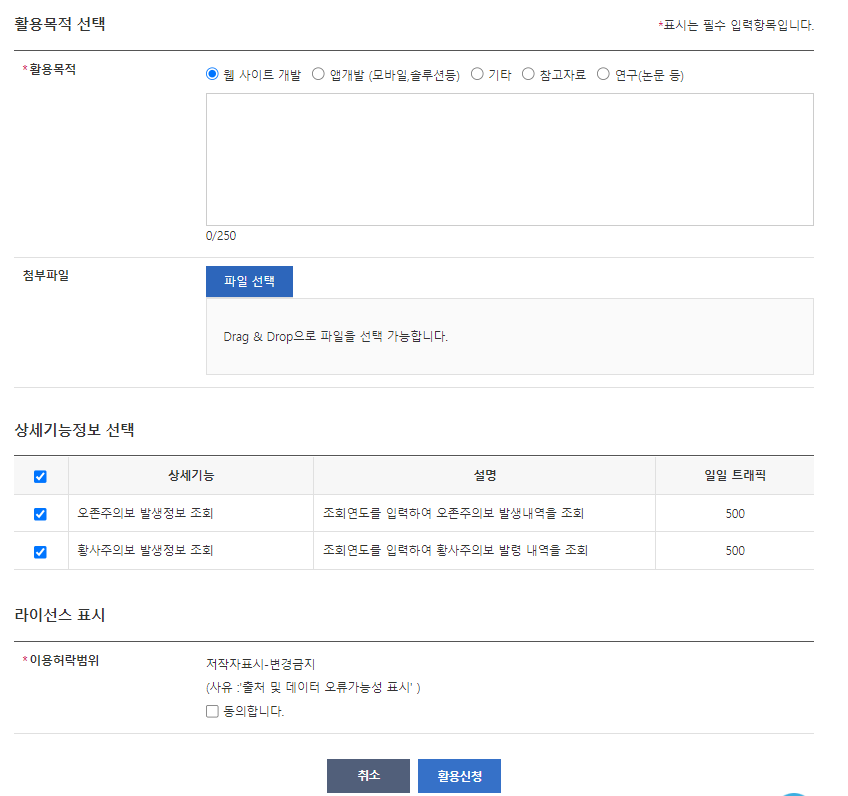 활용목적 선택
*표시는 필수 입력항목입니다.
*활용목적
웹 사이트 개발 앱개발 (모바일,솔루션등) 기타 참고자료 연구(논문 등)
0/250
첨부파일
파일 선택
Drag & Drop으로 파일을 선택 가능합니다.
상세기능정보 선택
상세기능 설명 일일 트래픽
오존주의보 발생정보 조회 조회연도를 입력하여 오존주의보 발생내역을 조회 500
황사주의보 발생정보 조회 조회연도를 입력하여 황사주의보 발령 내역을 조회 500
라이선스 표시
*이용허락범위
저작자표시-변경금지
(사유 :'출처 및 데이터 오류가능성 표시' )
동의합니다.
취소 활용신청